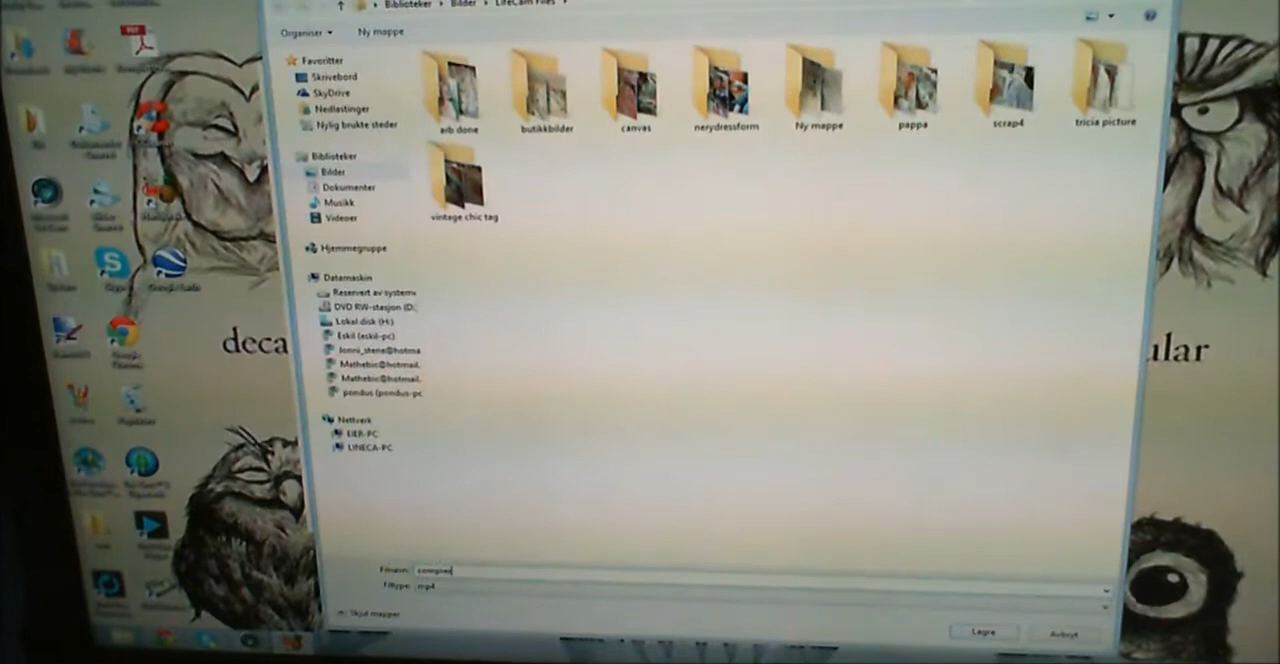 Biblioteker Bilder LifeCam Files
Organiser Ny mappe
Favoritter
Skrivebord
SkyDrive
Nedlastinger
Nylig brukte steder
Biblioteker
Bilder
Dokumenter
Musikk
Videoer
Hjemmegruppe
Datamaskin
Reservert av systeme
DVD RW-stasjon (D:
Lokal disk (H:)
Eskil (eskil-pc)
Jonni_stene@hotma
Mathebic@hotmail.
Mathebic@hotmail.
pondus (pondus-pc
Nettverk
EIER-PC
LINECA-PC
aib done butikkbilder canvas nerydressform Ny mappe pappa scrap4 tricia picture
vintage chic tag
Filnavn:
Filtype: mp4
Skjul mapper
Lagre Avbryt
deca
ular